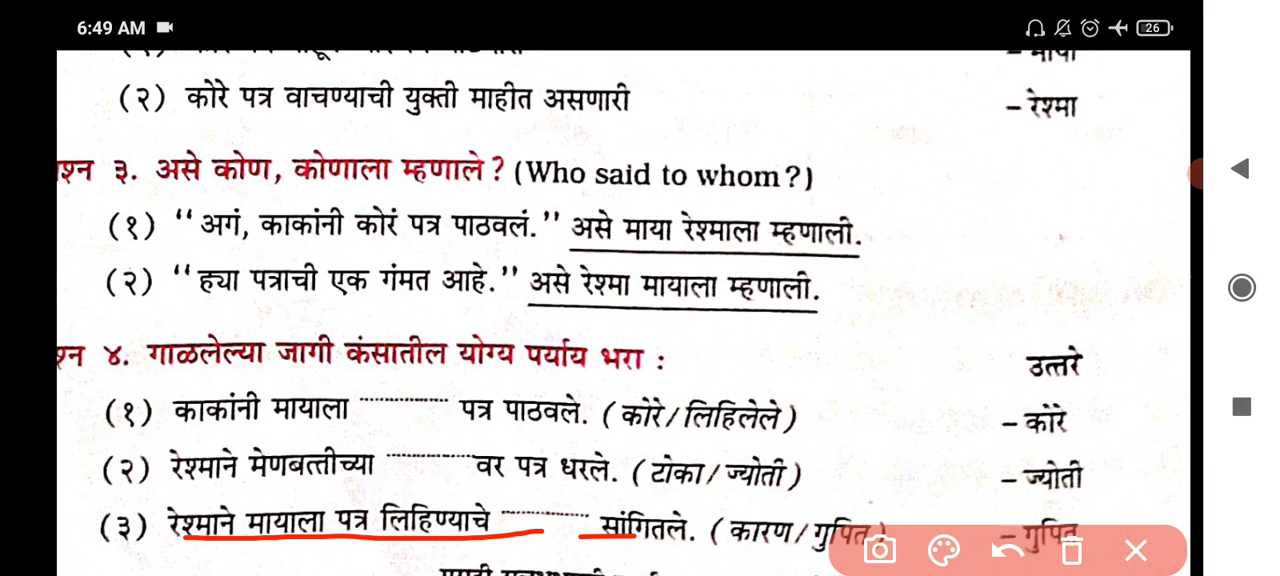 6:49 AM 26
– माया
(२) कोरे पत्र वाचण्याची युक्ती माहीत असणारी – रेश्मा
३. असे कोण, कोणाला म्हणाले? (Who said to whom?)
(१) “अगं, काकांनी कोरं पत्र पाठवलं.” असे माया रेश्माला म्हणाली.
(२) “ह्या पत्राची एक गंमत आहे.” असे रेश्मा मायाला म्हणाली.
४. गाळलेल्या जागी कंसातील योग्य पर्याय भरा : उत्तरे
(१) काकांनी मायाला ............ पत्र पाठवले. (कोरे/लिहिलेले) – कोरे
(२) रेश्माने मेणबत्तीच्या ............ वर पत्र धरले. (टोका/ज्योती) – ज्योती
(३) रेश्माने मायाला पत्र लिहिण्याचे ............ सांगितले. (कारण/गुपित) – गुपित